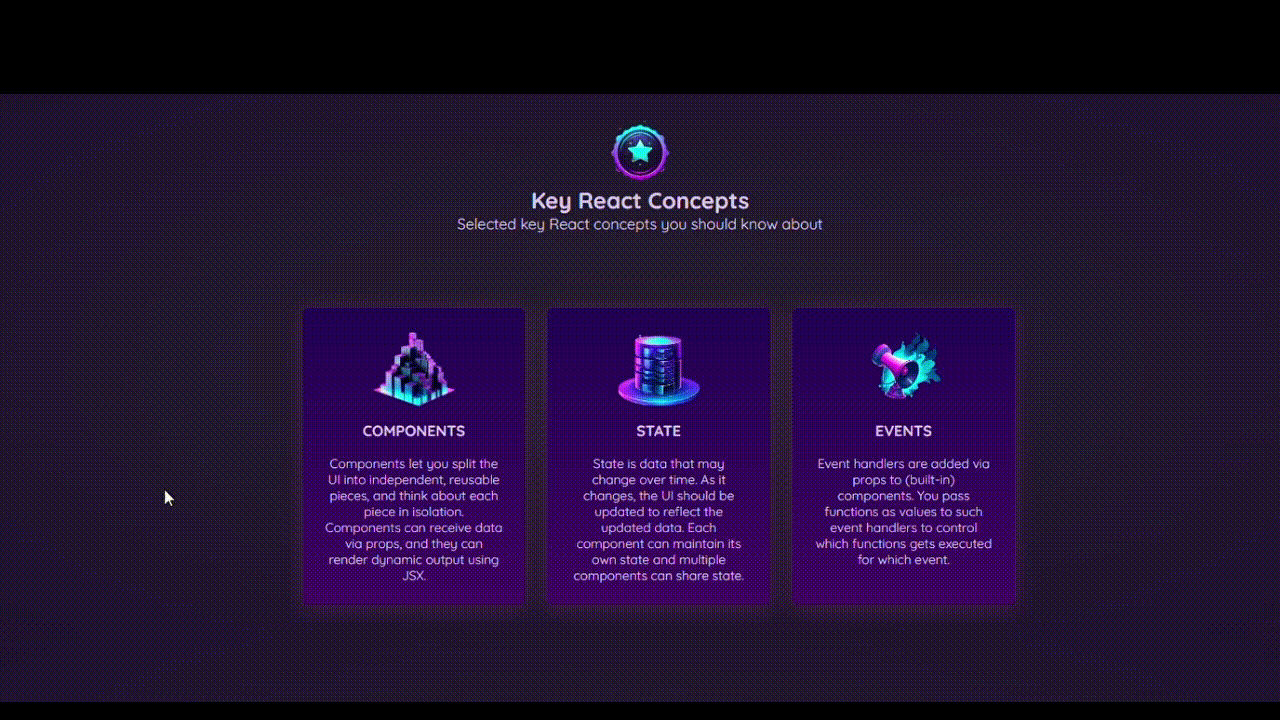 Key React Concepts
Selected key React concepts you should know about
COMPONENTS
Components let you split the
UI into independent, reusable
pieces, and think about each
piece in isolation.
Components can receive data
via props, and they can
render dynamic output using
JSX.
STATE
State is data that may
change over time. As it
changes, the UI should be
updated to reflect the
updated data. Each
component can maintain its
own state and multiple
components can share state.
EVENTS
Event handlers are added via
props to (built-in)
components. You pass
functions as values to such
event handlers to control
which functions gets executed
for which event.